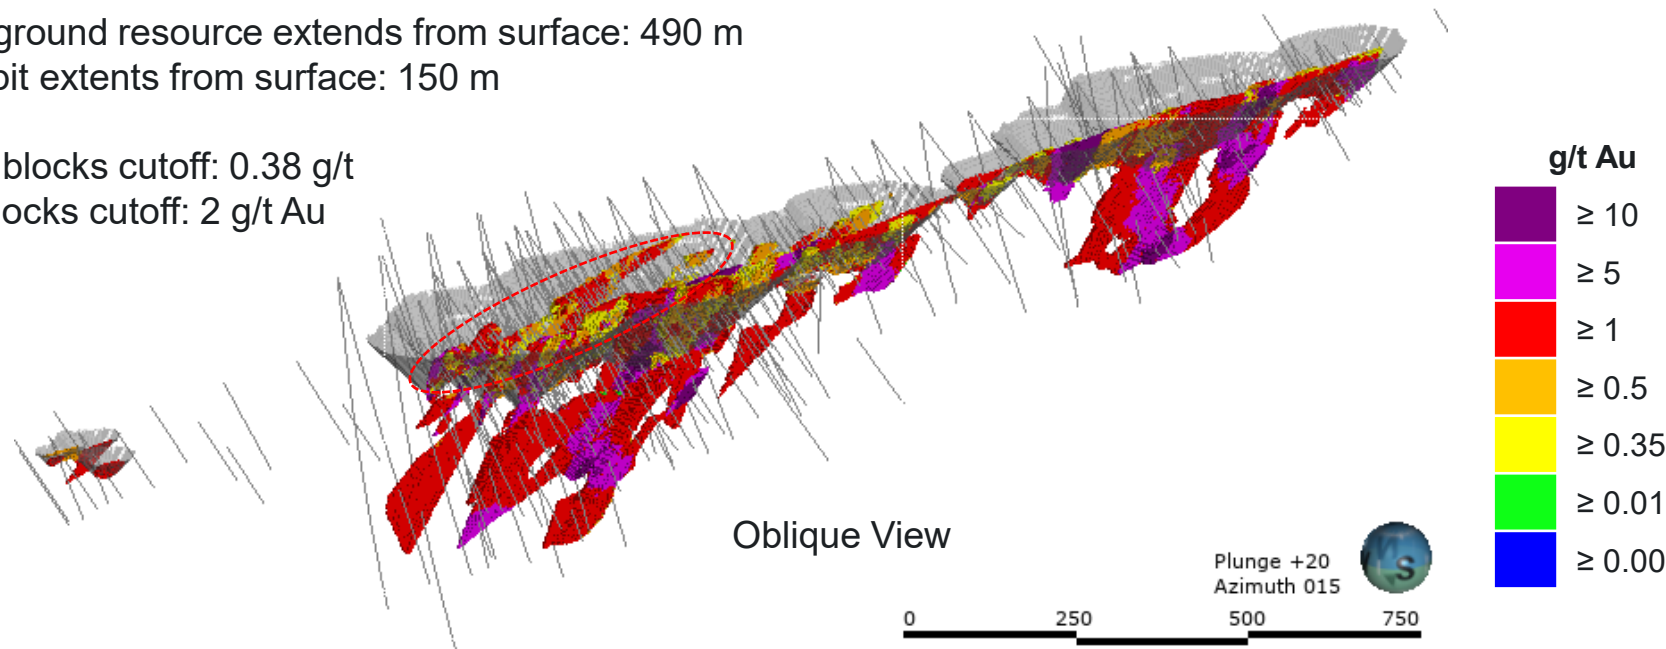 ground resource extends from surface: 490 m
pit extents from surface: 150 m
blocks cutoff: 0.38 g/t
locks cutoff: 2 g/t Au
g/t Au
≥ 10
≥ 5
≥ 1
≥ 0.5
≥ 0.35
≥ 0.01
≥ 0.00
Oblique View
Plunge +20
Azimuth 015
S
0 250 500 750